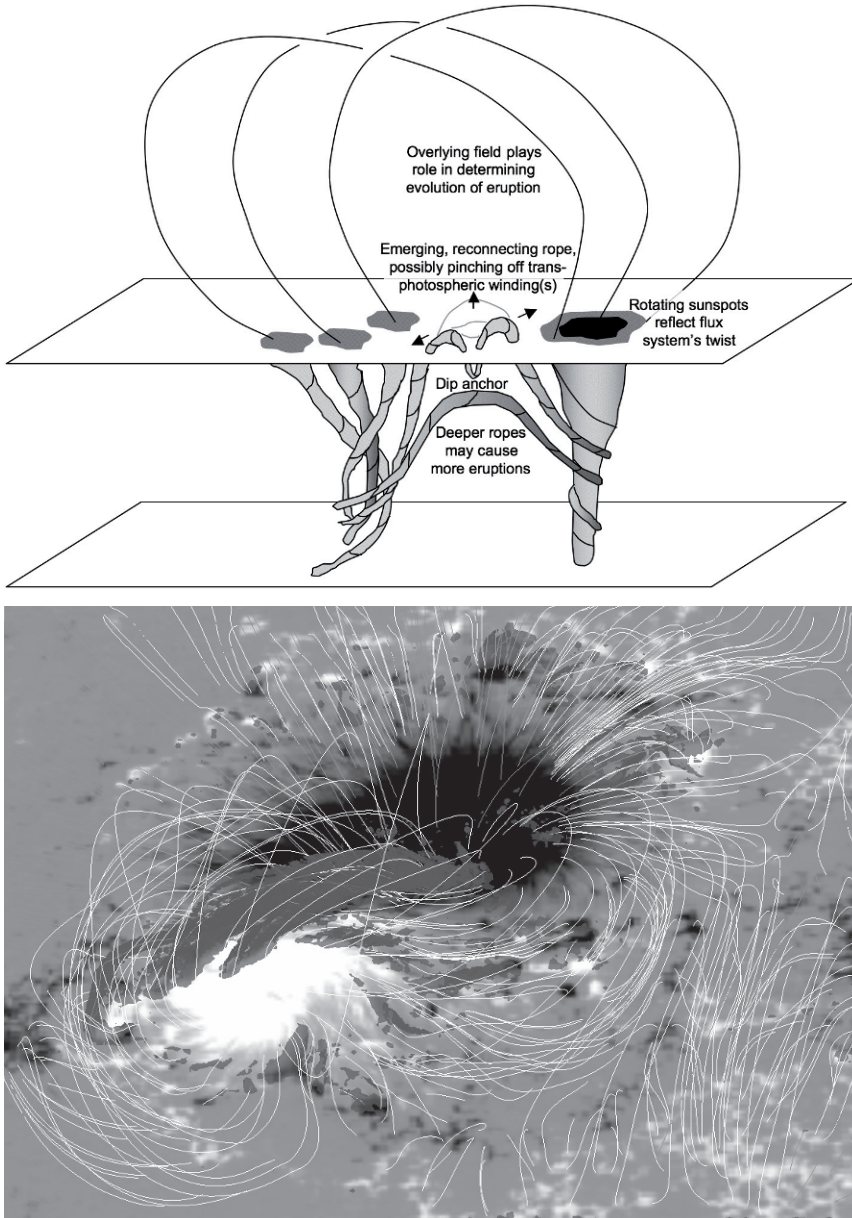 Overlying field plays
role in determining
evolution of eruption
Emerging, reconnecting rope,
possibly pinching off trans-
photospheric winding(s)
Rotating sunspots
reflect flux
system's twist
Dip anchor
Deeper ropes
may cause
more eruptions